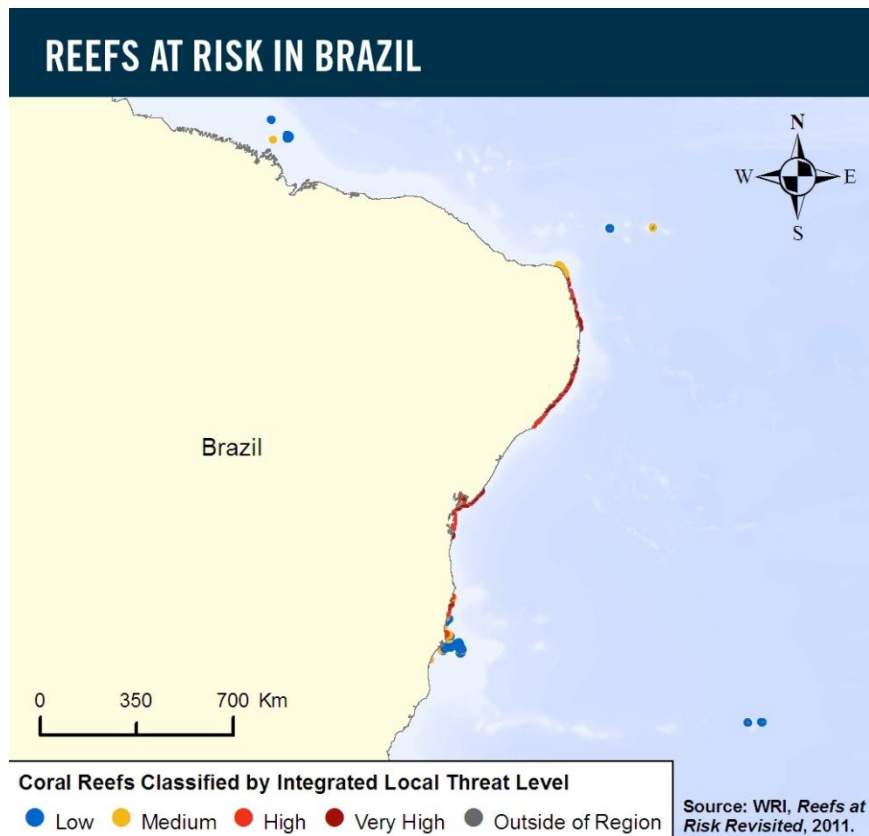 REEFS AT RISK IN BRAZIL
N
W E
S
Brazil
0 350 700 Km
Coral Reefs Classified by Integrated Local Threat Level
Low Medium High Very High Outside of Region
Source: WRI, Reefs at
Risk Revisited, 2011.